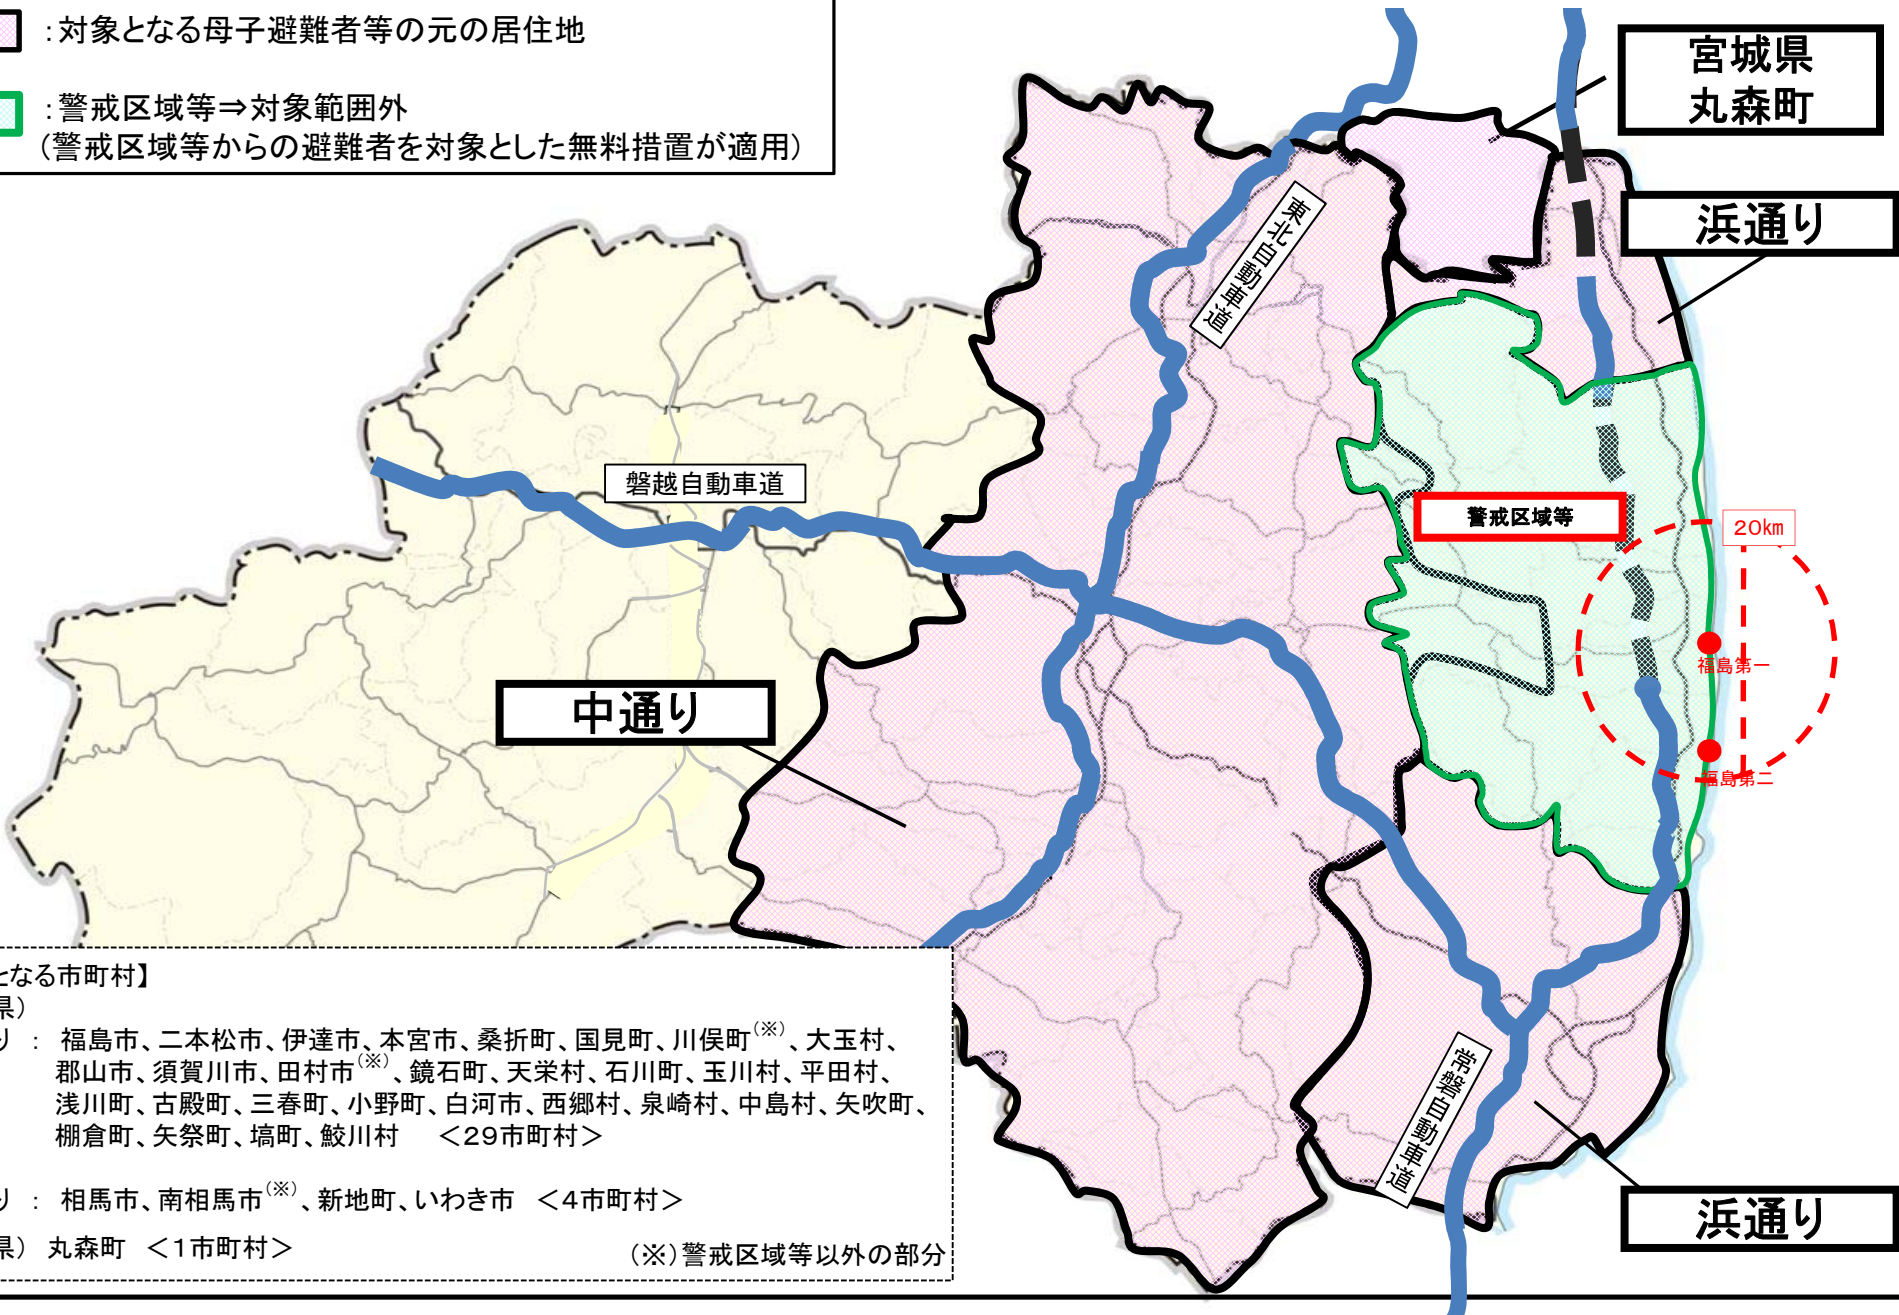 ：対象となる母子避難者等の元の居住地
：警戒区域等⇒対象範囲外
（警戒区域等からの避難者を対象とした無料措置が適用）
宮城県
丸森町
浜通り
東北自動車道
磐越自動車道
警戒区域等
20km
福島第一
中通り
福島第二
となる市町村】
県）
り ： 福島市、二本松市、伊達市、本宮市、桑折町、国見町、川俣町（※）、大玉村、
郡山市、須賀川市、田村市（※）、鏡石町、天栄村、石川町、玉川村、平田村、
浅川町、古殿町、三春町、小野町、白河市、西郷村、泉崎村、中島村、矢吹町、
棚倉町、矢祭町、塙町、鮫川村 ＜29市町村＞
り ： 相馬市、南相馬市（※）、新地町、いわき市 ＜4市町村＞
県） 丸森町 ＜1市町村＞
（※）警戒区域等以外の部分
常磐自動車道
浜通り